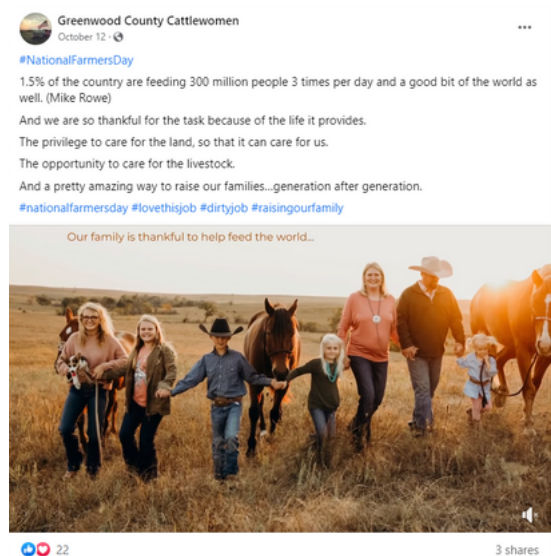 Greenwood County Cattlewomen
October 12 ·
#NationalFarmersDay
1.5% of the country are feeding 300 million people 3 times per day and a good bit of the world as
well. (Mike Rowe)
And we are so thankful for the task because of the life it provides.
The privilege to care for the land, so that it can care for us.
The opportunity to care for the livestock.
And a pretty amazing way to raise our families...generation after generation.
#nationalfarmersday #lovethisjob #dirtyjob #raisingourfamily
Our family is thankful to help feed the world...
22
3 shares